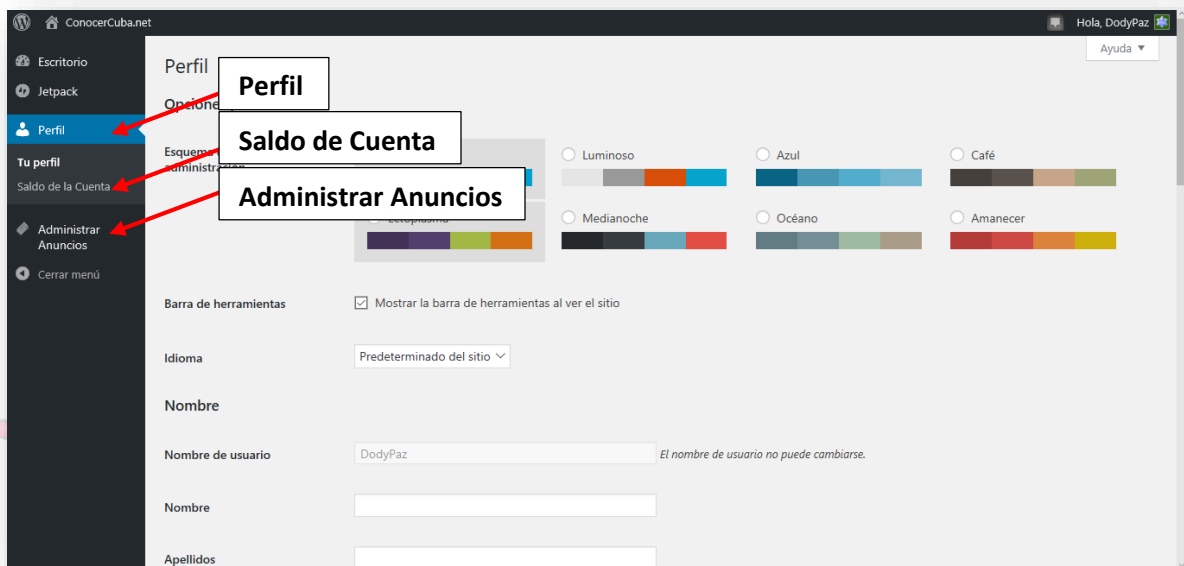 ConocerCuba.net
Hola, DodyPaz
Ayuda
Escritorio
Jetpack
Perfil
Tu perfil
Saldo de la Cuenta
Administrar
Anuncios
Cerrar menú
Perfil
Perfil
Saldo de Cuenta
Administrar Anuncios
Esquema
administración
Luminoso
Azul
Café
Ectoplasma
Medianoche
Océano
Amanecer
Barra de herramientas
Mostrar la barra de herramientas al ver el sitio
Idioma
Predeterminado del sitio
Nombre
Nombre de usuario
DodyPaz
El nombre de usuario no puede cambiarse.
Nombre
Apellidos